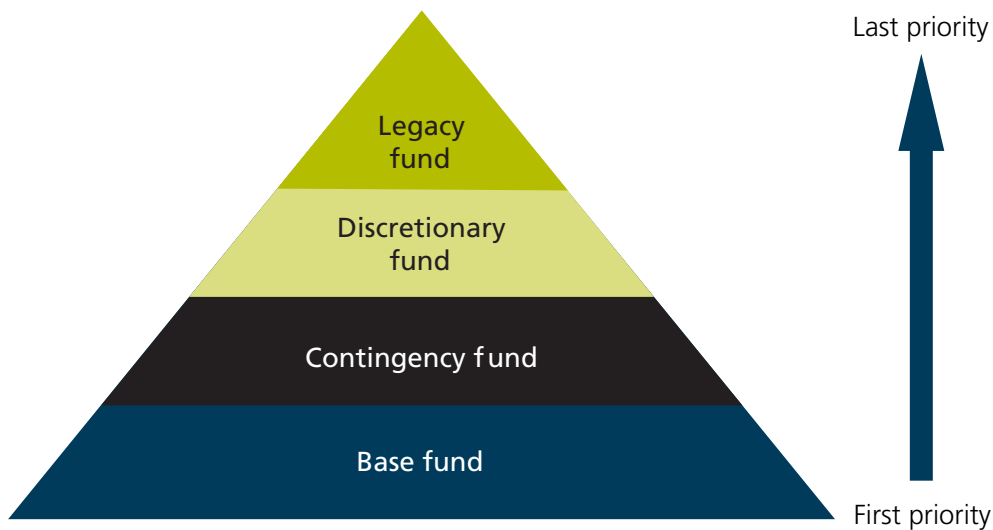 Last priority
Legacy
fund
Discretionary
fund
Contingency fund
Base fund
First priority